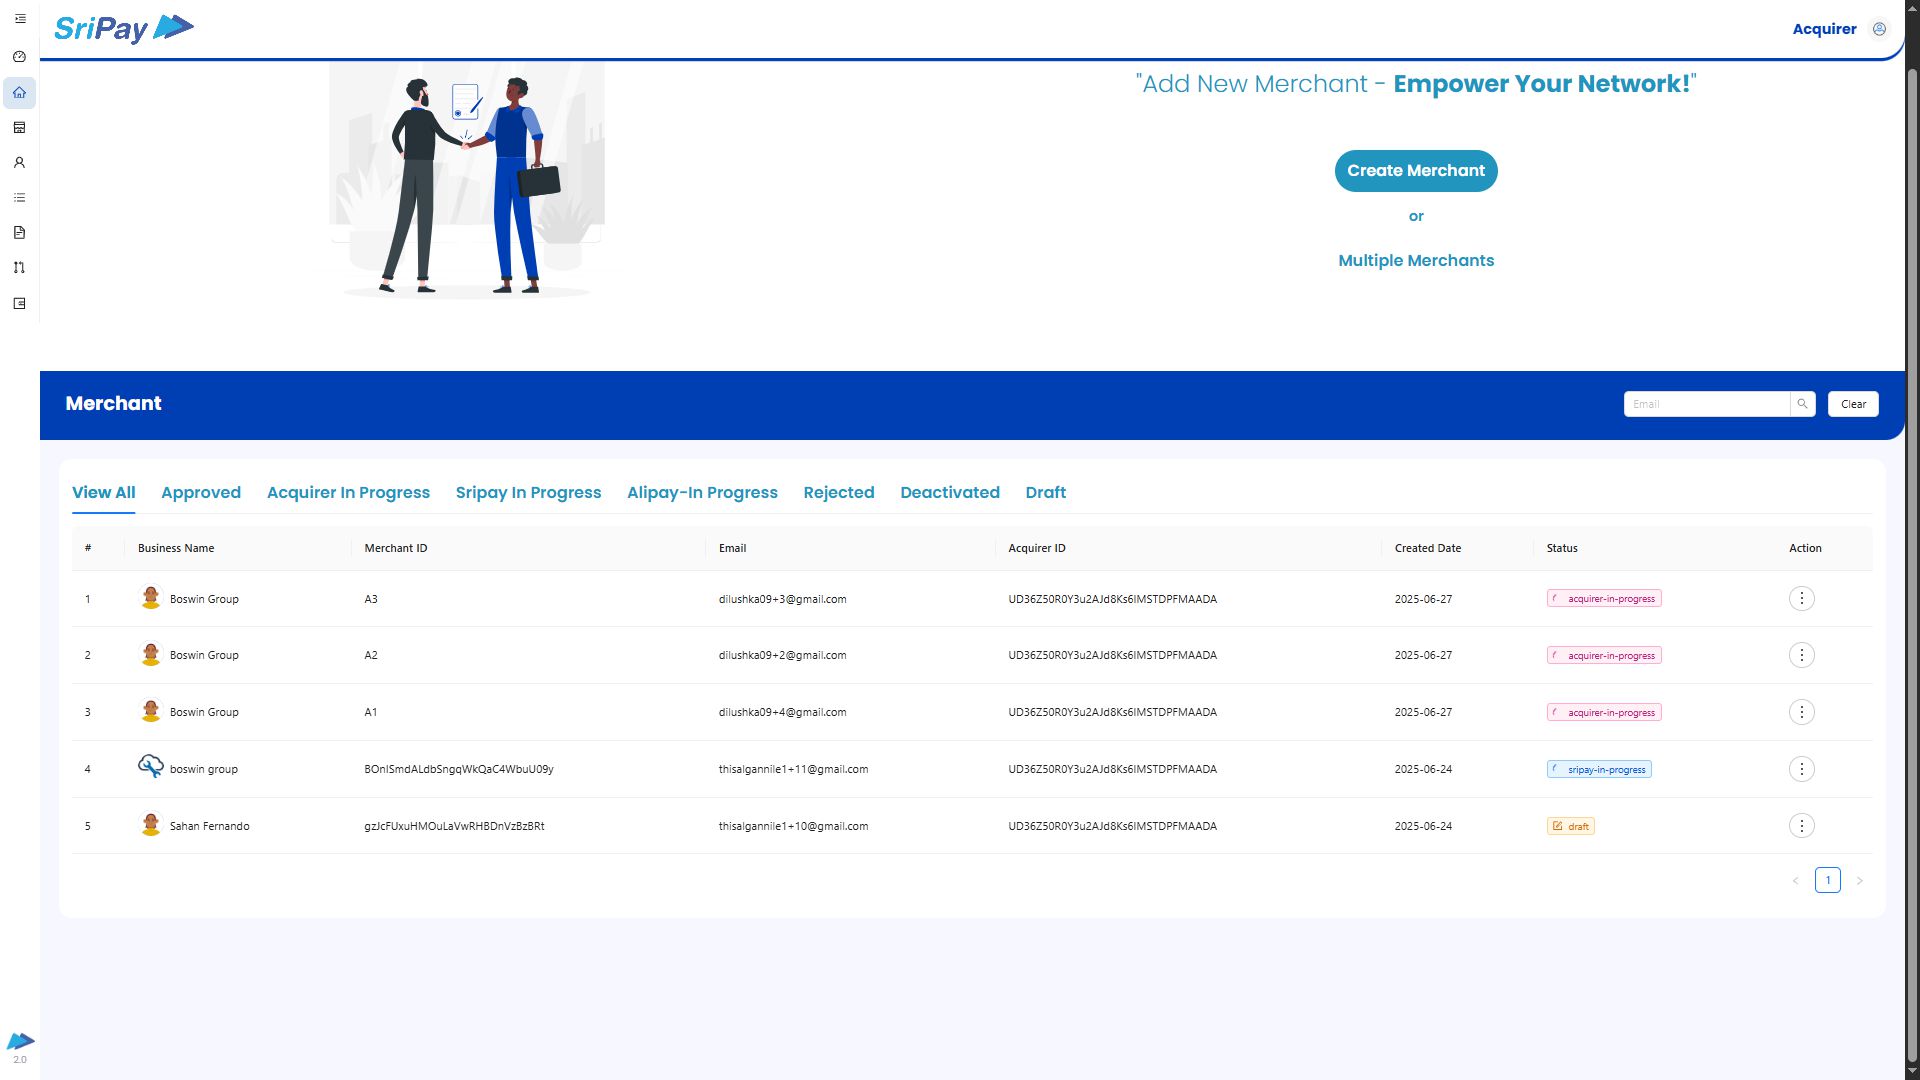 SriPay
Acquirer
"Add New Merchant - Empower Your Network!"
Create Merchant
or
Multiple Merchants
Merchant
Email
Clear
View All Approved Acquirer In Progress Sripay In Progress Alipay-In Progress Rejected Deactivated Draft
# Business Name Merchant ID Email Acquirer ID Created Date Status Action
1 Boswin Group A3 dilushka09+3@gmail.com UD36Z50R0Y3u2AJd8Ks6IMSTDPFMAADA 2025-06-27 acquirer-in-progress
2 Boswin Group A2 dilushka09+2@gmail.com UD36Z50R0Y3u2AJd8Ks6IMSTDPFMAADA 2025-06-27 acquirer-in-progress
3 Boswin Group A1 dilushka09+4@gmail.com UD36Z50R0Y3u2AJd8Ks6IMSTDPFMAADA 2025-06-27 acquirer-in-progress
4 boswin group BOnISmdALdbSngqWkQaC4WbuU09y thisalgannile1+11@gmail.com UD36Z50R0Y3u2AJd8Ks6IMSTDPFMAADA 2025-06-24 sripay-in-progress
5 Sahan Fernando gzJcFUxuHMOuLaVwRHBDnVzBzBRt thisalgannile1+10@gmail.com UD36Z50R0Y3u2AJd8Ks6IMSTDPFMAADA 2025-06-24 draft
< 1 >
2.0